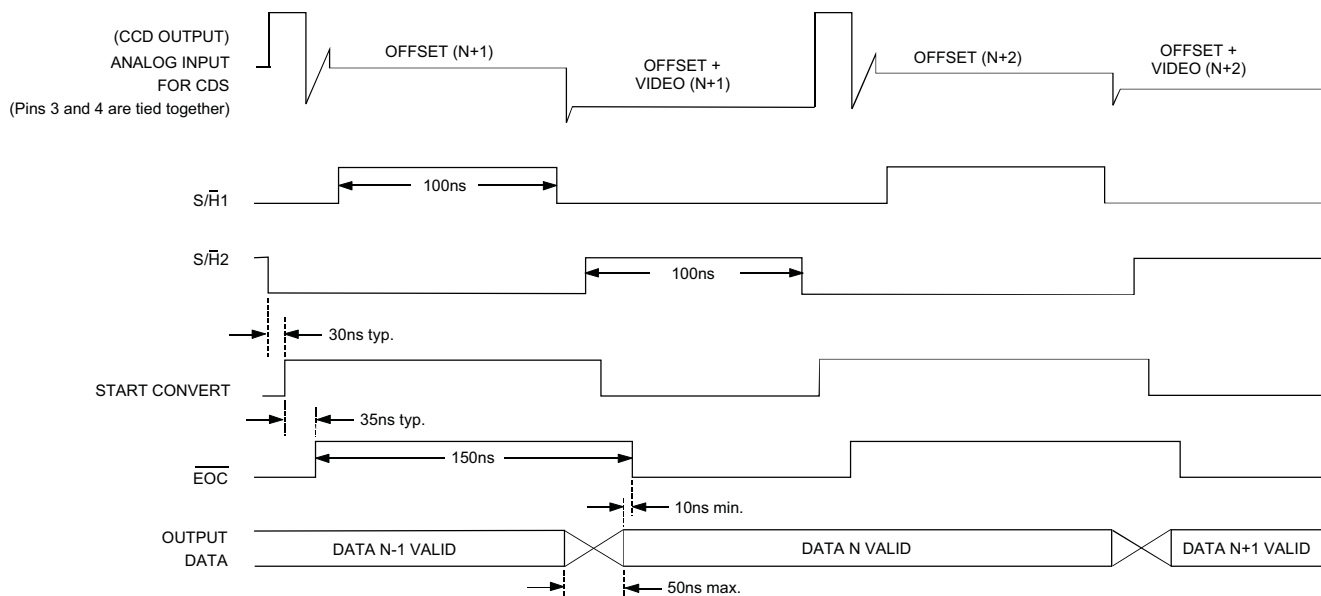 (CCD OUTPUT)
ANALOG INPUT
FOR CDS
(Pins 3 and 4 are tied together)
OFFSET (N+1)
OFFSET +
VIDEO (N+1)
OFFSET (N+2)
OFFSET +
VIDEO (N+2)
S/H̅1
100ns
S/H̅2
100ns
30ns typ.
START CONVERT
35ns typ.
E̅O̅C̅
150ns
10ns min.
OUTPUT
DATA
DATA N-1 VALID
DATA N VALID
DATA N+1 VALID
50ns max.